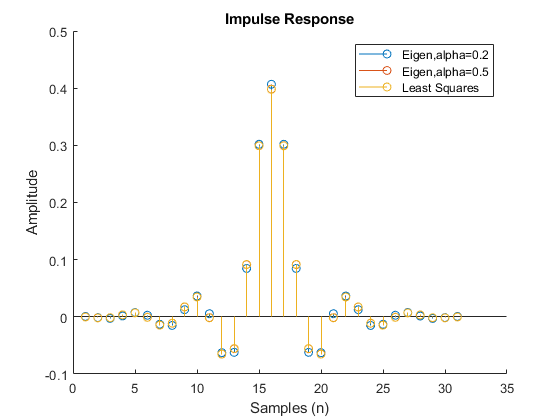 Impulse Response
Eigen,alpha=0.2
Eigen,alpha=0.5
Least Squares
Amplitude
0.5
0.4
0.3
0.2
0.1
0
-0.1
0 5 10 15 20 25 30 35
Samples (n)